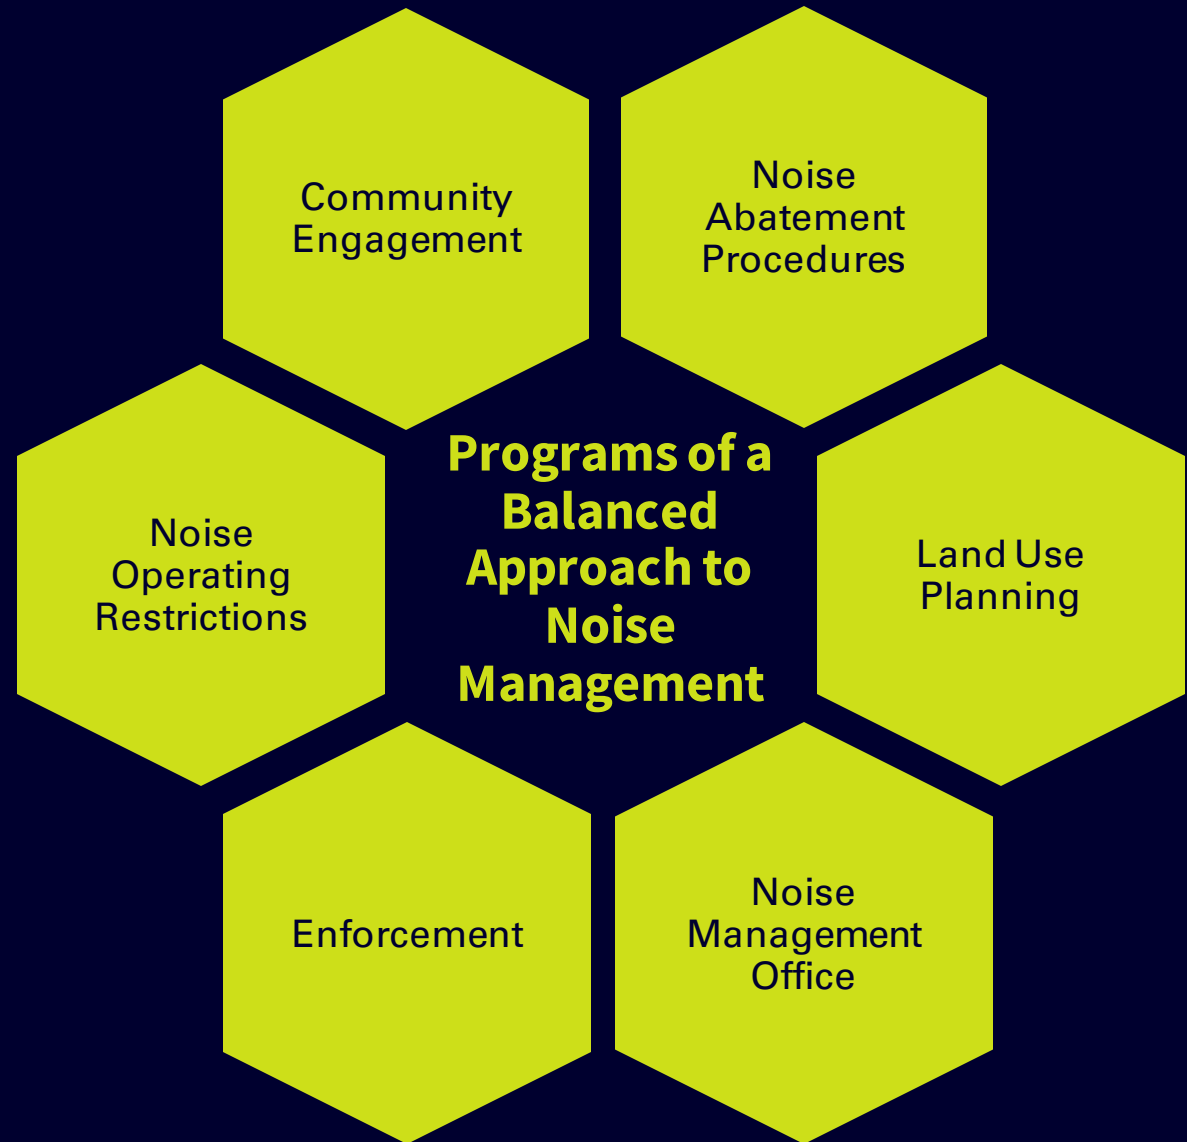 Community
Engagement
Noise
Abatement
Procedures
Programs of a
Balanced
Approach to
Noise
Management
Noise
Operating
Restrictions
Land Use
Planning
Enforcement
Noise
Management
Office